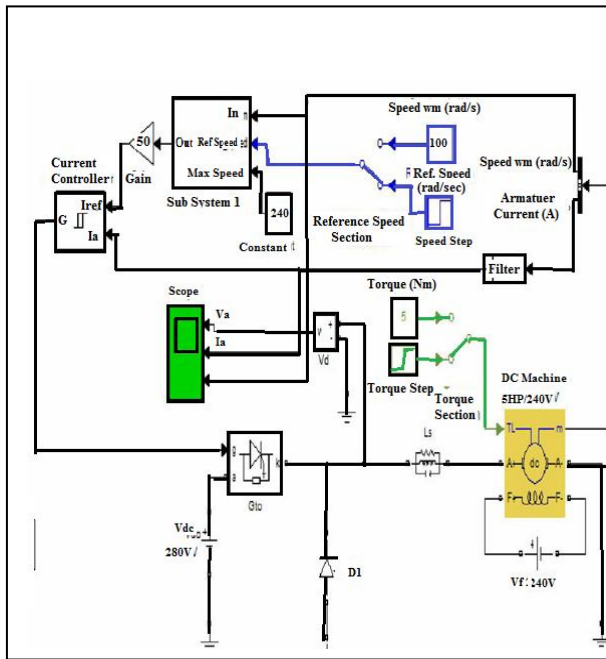 Speed wm (rad/s)
In
50
Out
Ref Speed
100
Max Speed
Ref. Speed
(rad/sec)
Speed wm (rad/s)
Current
Controller
Gain
Iref
G
Ia
Sub System 1
240
Constant
Reference Speed
Section
Speed Step
Armatuer
Current (A)
Filter
Scope
Torque (Nm)
Va
Ia
v
Vd
5
Torque Step
Torque
Section
DC Machine
5HP/240V/
TL
m
Ls
A+
dc
A-
F+
F-
g
a
k
Gto
Vdc
280V/
D1
Vf:240V